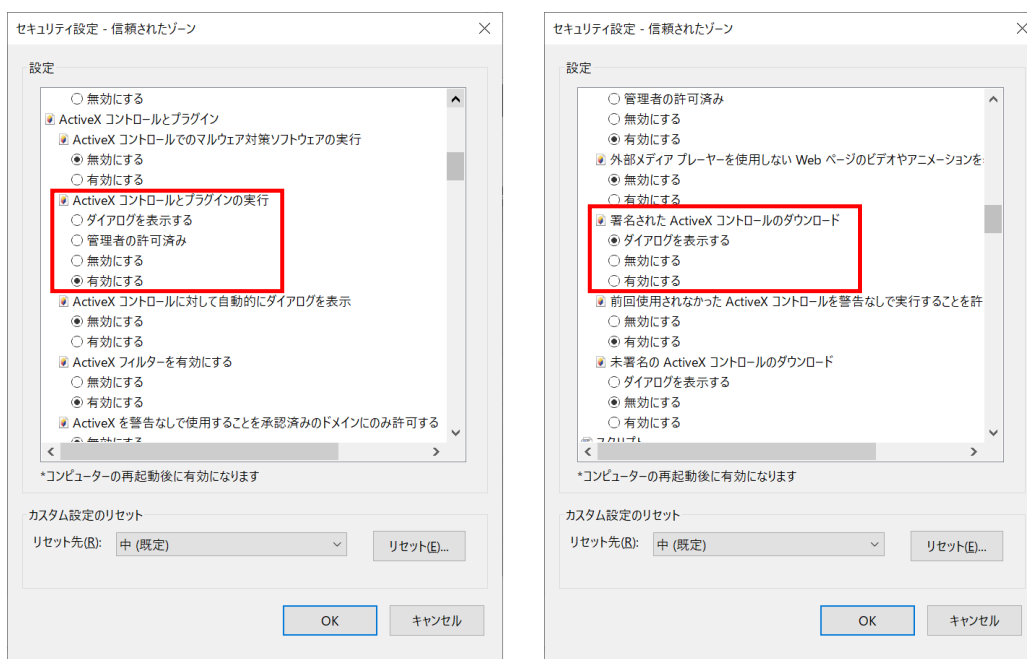 セキュリティ設定 - 信頼されたゾーン
設定
無効にする
ActiveX コントロールとプラグイン
ActiveX コントロールでのマルウェア対策ソフトウェアの実行
無効にする
有効にする
ActiveX コントロールとプラグインの実行
ダイアログを表示する
管理者の許可済み
無効にする
有効にする
ActiveX コントロールに対して自動的にダイアログを表示
無効にする
有効にする
ActiveX フィルターを有効にする
無効にする
有効にする
ActiveX を警告なしで使用することを承認済みのドメインにのみ許可する
無効にする
*コンピューターの再起動後に有効になります
カスタム設定のリセット
リセット先(R):
中 (既定)
リセット(E)...
OK
キャンセル
セキュリティ設定 - 信頼されたゾーン
設定
管理者の許可済み
無効にする
有効にする
外部メディア プレーヤーを使用しない Web ページのビデオやアニメーションを
無効にする
有効にする
署名された ActiveX コントロールのダウンロード
ダイアログを表示する
無効にする
有効にする
前回使用されなかった ActiveX コントロールを警告なしで実行することを許
無効にする
有効にする
未署名の ActiveX コントロールのダウンロード
ダイアログを表示する
無効にする
有効にする
スクリプト
*コンピューターの再起動後に有効になります
カスタム設定のリセット
リセット先(R):
中 (既定)
リセット(E)...
OK
キャンセル